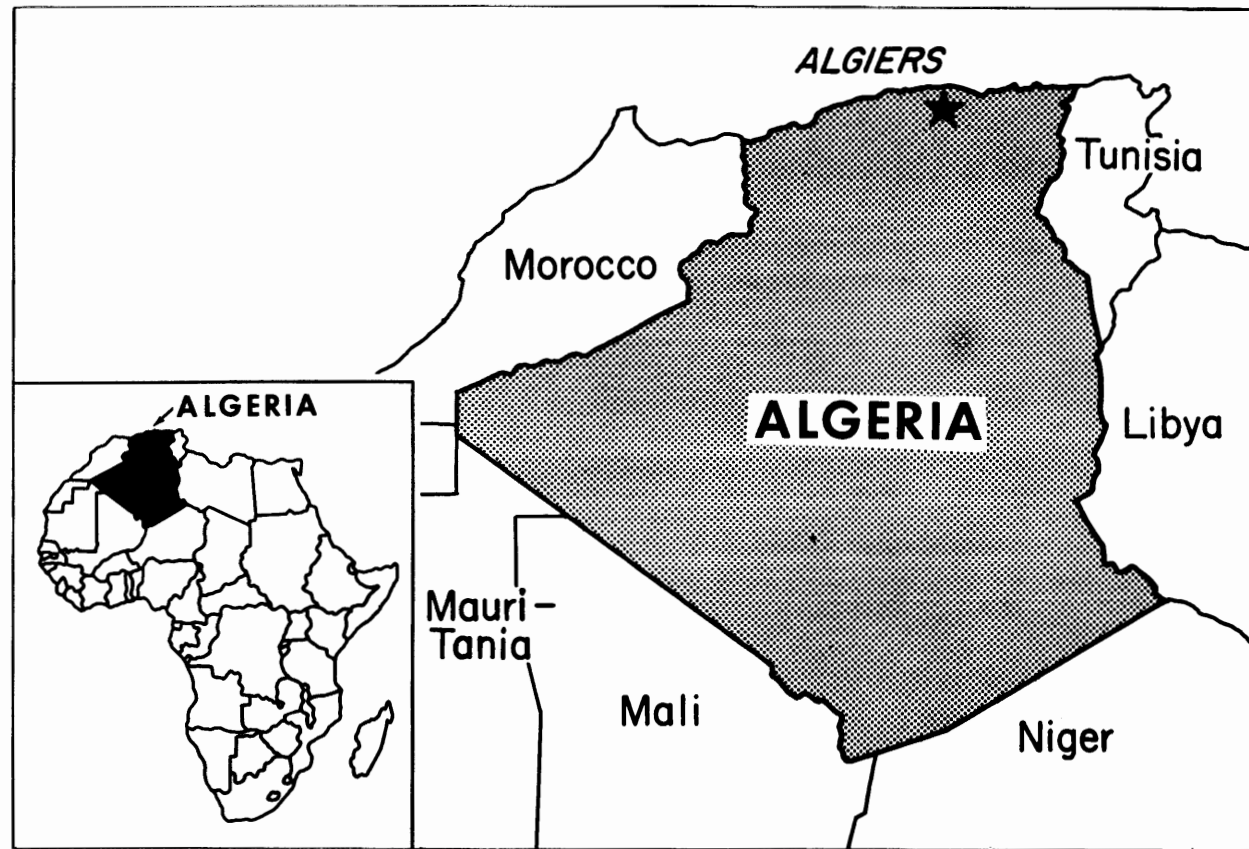 ALGIERS
Tunisia
Morocco
ALGERIA
ALGERIA
Libya
Mauri-
Tania
Mali
Niger